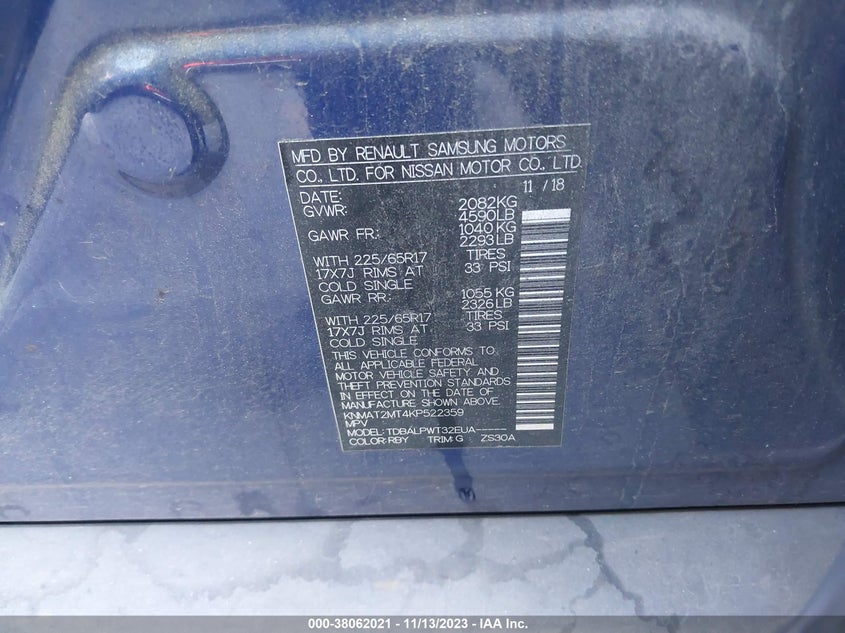 MFD BY RENAULT SAMSUNG MOTORS
CO., LTD. FOR NISSAN MOTOR CO., LTD.
DATE: 11 / 18
GVWR: 2082KG
4590LB
GAWR FR: 1040 KG
2293LB
WITH 225/65R17 TIRES
17X7J RIMS AT 33 PSI
COLD SINGLE
GAWR RR: 1055 KG
2326LB
WITH 225/65R17 TIRES
17X7J RIMS AT 33 PSI
COLD SINGLE
THIS VEHICLE CONFORMS TO
ALL APPLICABLE FEDERAL
MOTOR VEHICLE SAFETY AND
THEFT PREVENTION STANDARDS
IN EFFECT ON THE DATE OF
MANUFACTURE SHOWN ABOVE.
KNMAT2MT4KP522359
MPV
MODEL: TDBALPWT32EUA-----
COLOR: RBY TRIM: G ZS30A
000-38062021 - 11/13/2023 - IAA Inc.